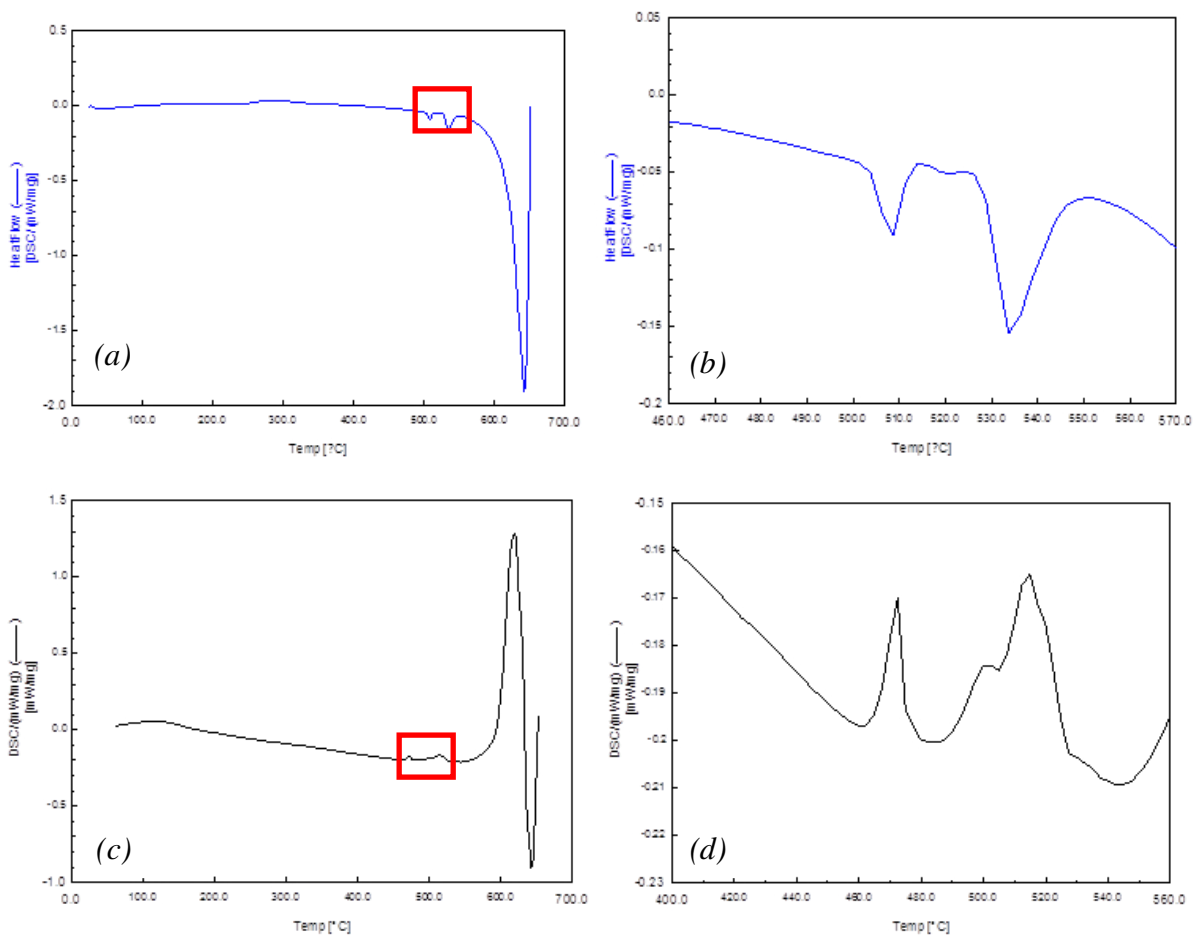 0.5
0.0
-0.5
-1.0
-1.5
-2.0
0.0 100.0 200.0 300.0 400.0 500.0 600.0 700.0
Temp [?C]
HeatFlow (——)
[DSC/(mW/mg)]
(a)
0.05
0.0
-0.05
-0.1
-0.15
-0.2
460.0 470.0 480.0 490.0 500.0 510.0 520.0 530.0 540.0 550.0 560.0 570.0
Temp [?C]
HeatFlow (——)
[DSC/(mW/mg)]
(b)
1.5
1.0
0.5
0.0
-0.5
-1.0
0.0 100.0 200.0 300.0 400.0 500.0 600.0 700.0
Temp [°C]
DSC/(mW/mg) (——)
[mW/mg]
(c)
-0.15
-0.16
-0.17
-0.18
-0.19
-0.2
-0.21
-0.22
-0.23
400.0 420.0 440.0 460.0 480.0 500.0 520.0 540.0 560.0
Temp [°C]
DSC/(mW/mg) (——)
[mW/mg]
(d)